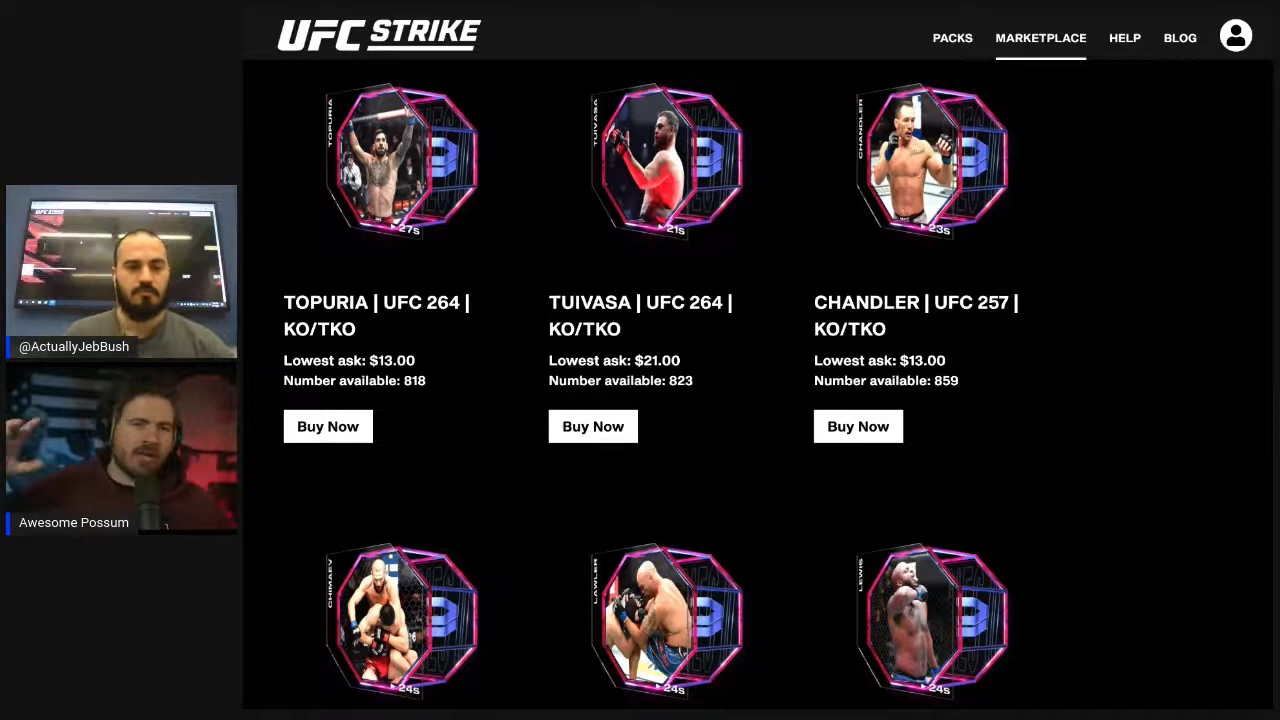 UFC STRIKE
PACKS
MARKETPLACE
HELP
BLOG
TOPURIA
27s
TUIVASA
21s
CHANDLER
23s
TOPURIA | UFC 264 |
KO/TKO
Lowest ask: $13.00
Number available: 818
Buy Now
TUIVASA | UFC 264 |
KO/TKO
Lowest ask: $21.00
Number available: 823
Buy Now
CHANDLER | UFC 257 |
KO/TKO
Lowest ask: $13.00
Number available: 859
Buy Now
UFC STRIKE
@ActuallyJebBush
Awesome Possum
CHIMAEV
24s
LAWLER
24s
LEWIS
24s